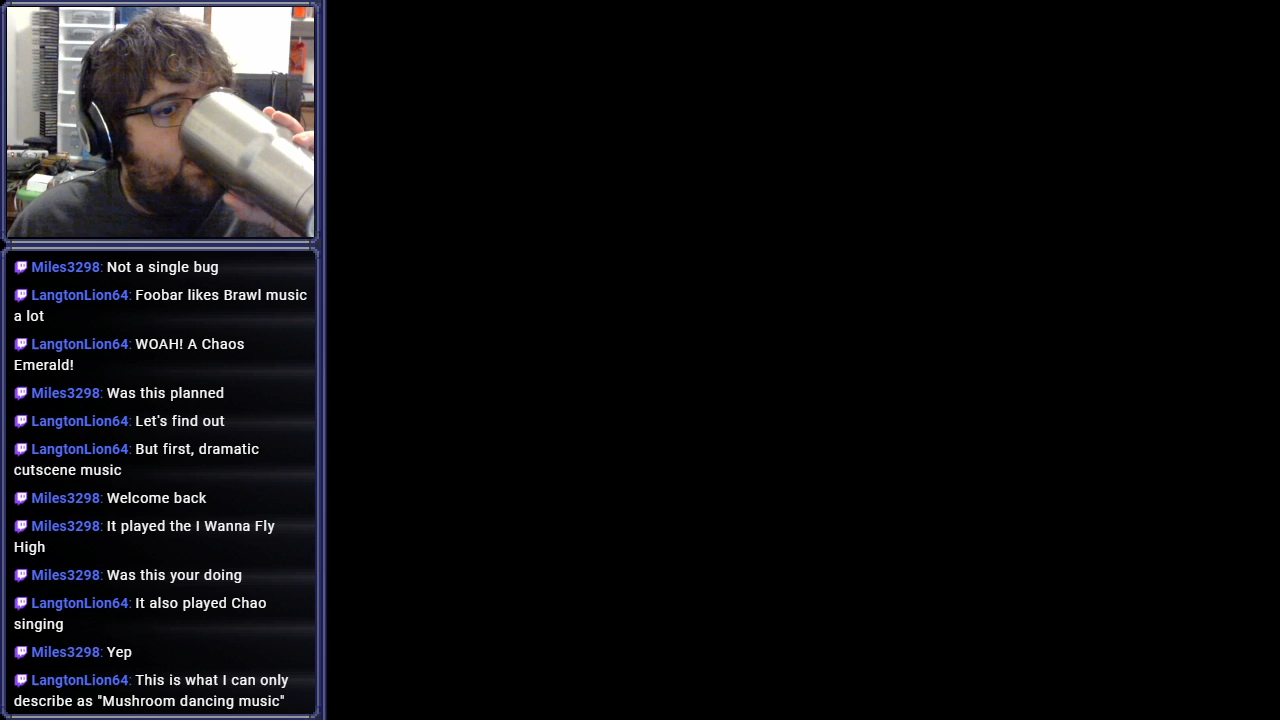 Miles3298: Not a single bug
LangtonLion64: Foobar likes Brawl music
a lot
LangtonLion64: WOAH! A Chaos
Emerald!
Miles3298: Was this planned
LangtonLion64: Let's find out
LangtonLion64: But first, dramatic
cutscene music
Miles3298: Welcome back
Miles3298: It played the I Wanna Fly
High
Miles3298: Was this your doing
LangtonLion64: It also played Chao
singing
Miles3298: Yep
LangtonLion64: This is what I can only
describe as "Mushroom dancing music"